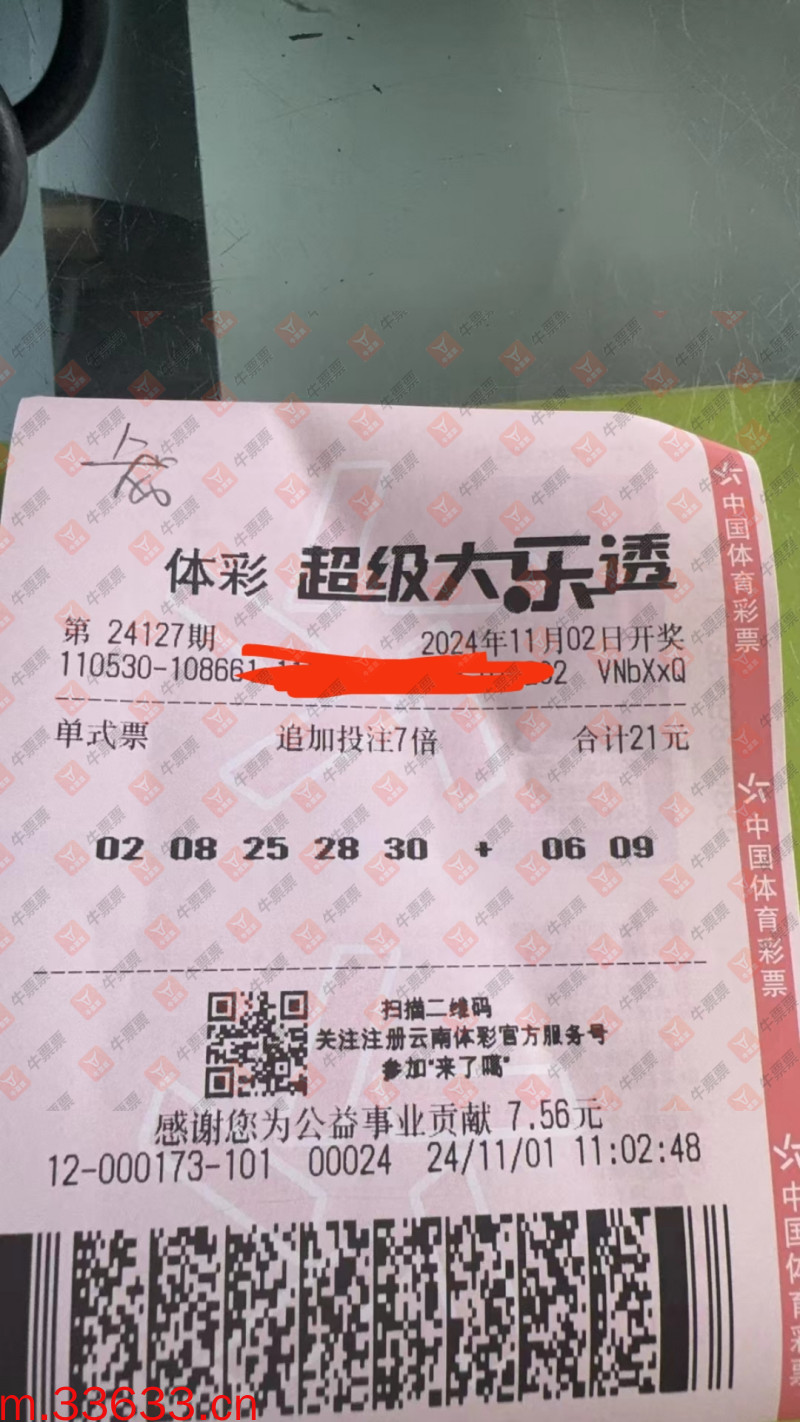 体彩 超级大乐透
第 24127期 2024年11月02日开奖
110530-108661 VNbXxQ
单式票 追加投注7倍 合计21元
02 08 25 28 30 + 06 09
扫描二维码
关注注册云南体彩官方服务号
参加"来了噶"
感谢您为公益事业贡献 7.56元
12-000173-101 00024 24/11/01 11:02:48
中国体育彩票
中国体育彩票
中国体育彩票
牛票票
m.33633.cn